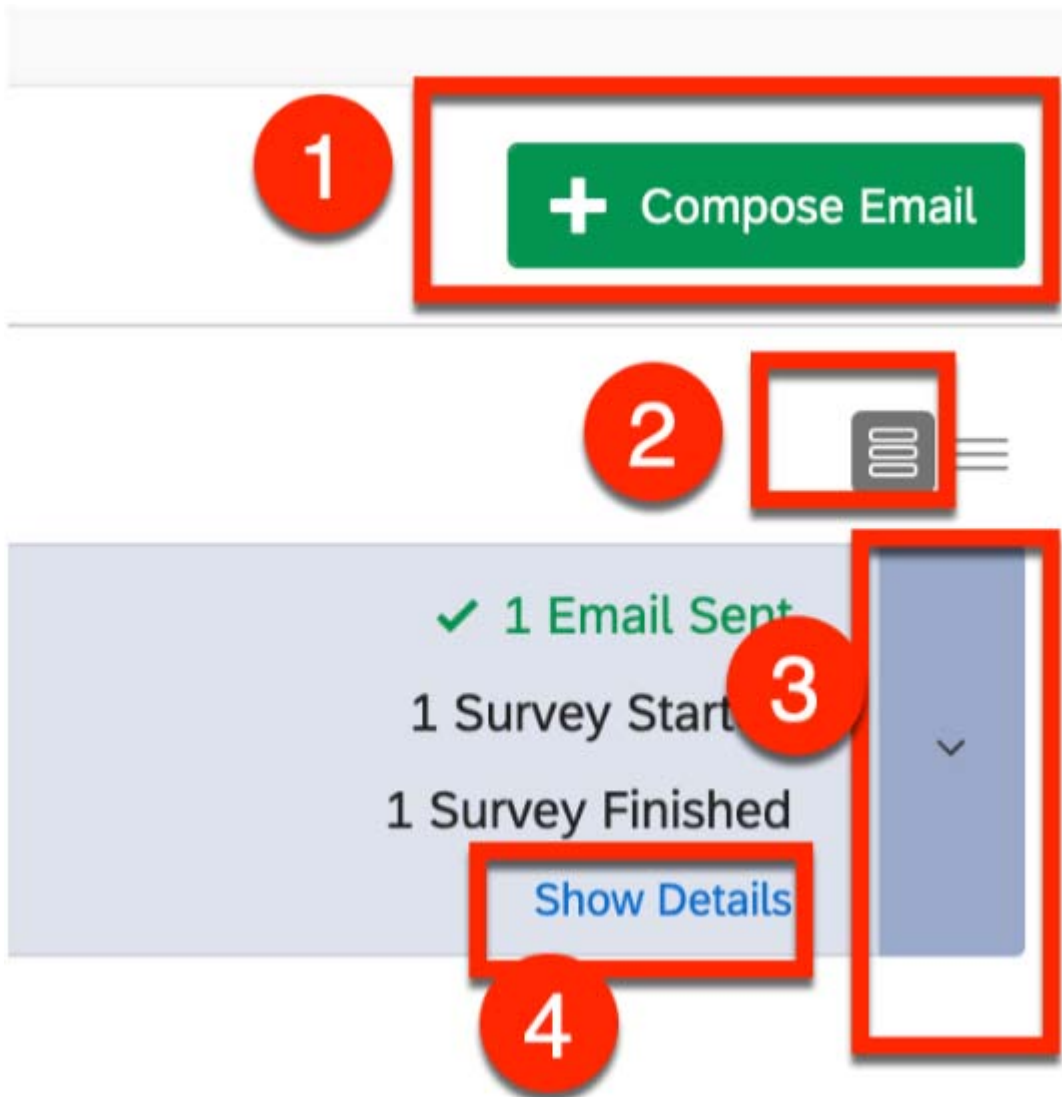 1
Compose Email
2
1 Email Sent
1 Survey Start
3
1 Survey Finished
Show Details
4